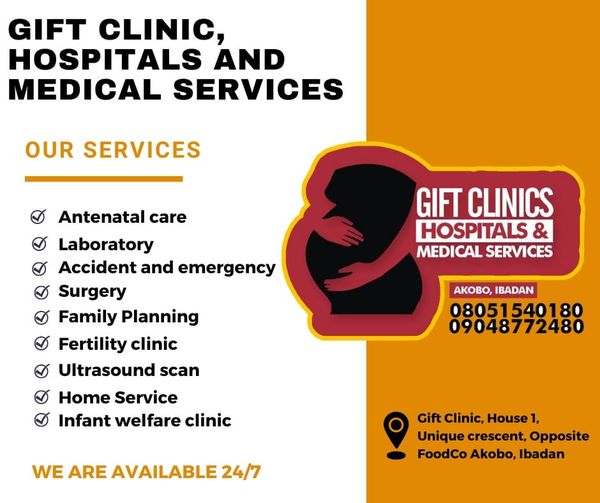 GIFT CLINIC,
HOSPITALS AND
MEDICAL SERVICES
OUR SERVICES
Antenatal care
Laboratory
Accident and emergency
Surgery
Family Planning
Fertility clinic
Ultrasound scan
Home Service
Infant welfare clinic
WE ARE AVAILABLE 24/7
GIFT CLINICS
HOSPITALS &
MEDICAL SERVICES
AKOBO, IBADAN
08051540180
09048772480
Gift Clinic, House 1,
Unique crescent, Opposite
FoodCo Akobo, Ibadan